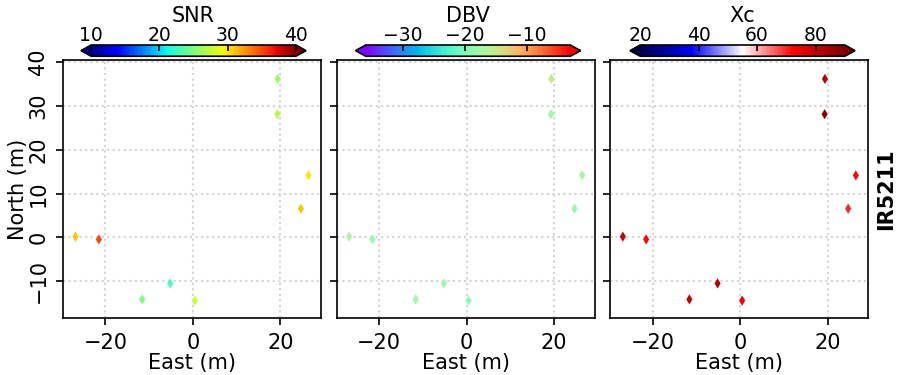 SNR DBV Xc
10 20 30 40 −30 −20 −10 20 40 60 80
40
30
20
10
0
−10
North (m)
IR5211
−20 0 20 −20 0 20 −20 0 20
East (m) East (m) East (m)